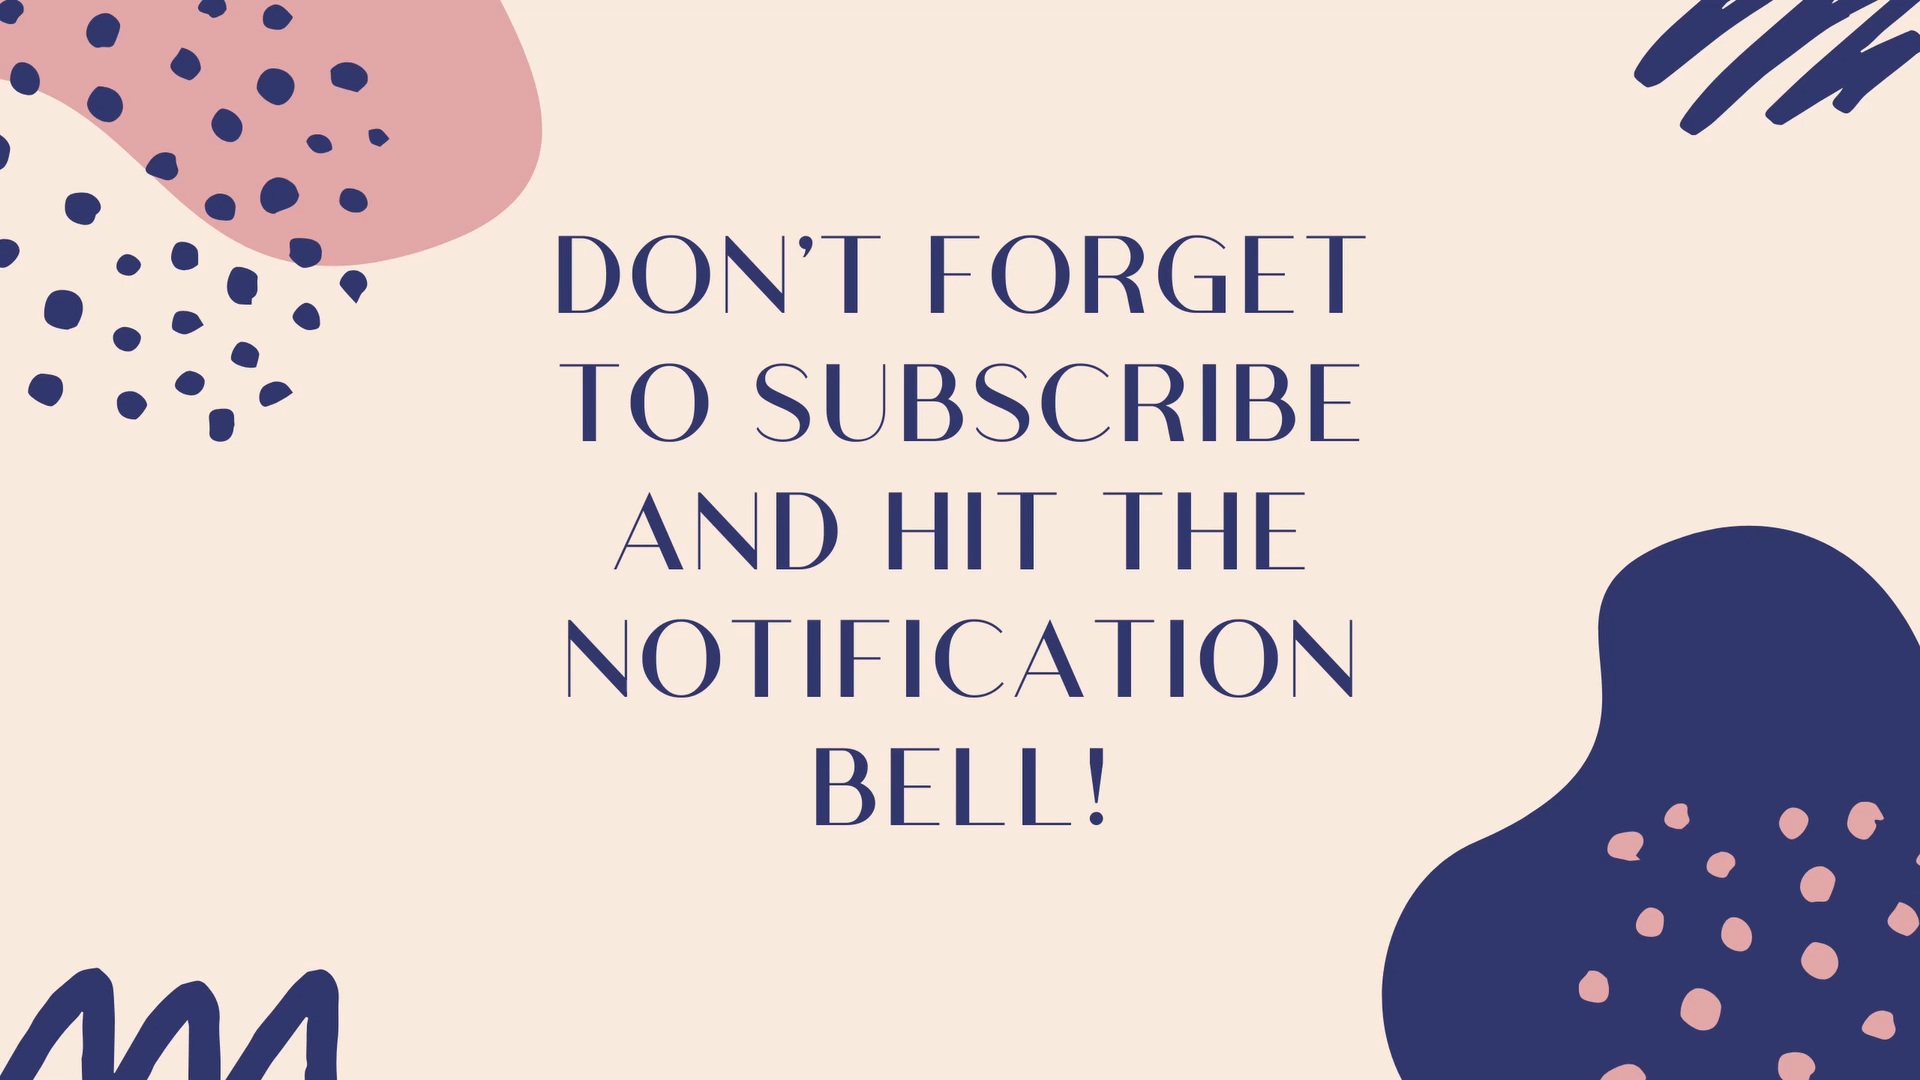 DON’T FORGET
TO SUBSCRIBE
AND HIT THE
NOTIFICATION
BELL!